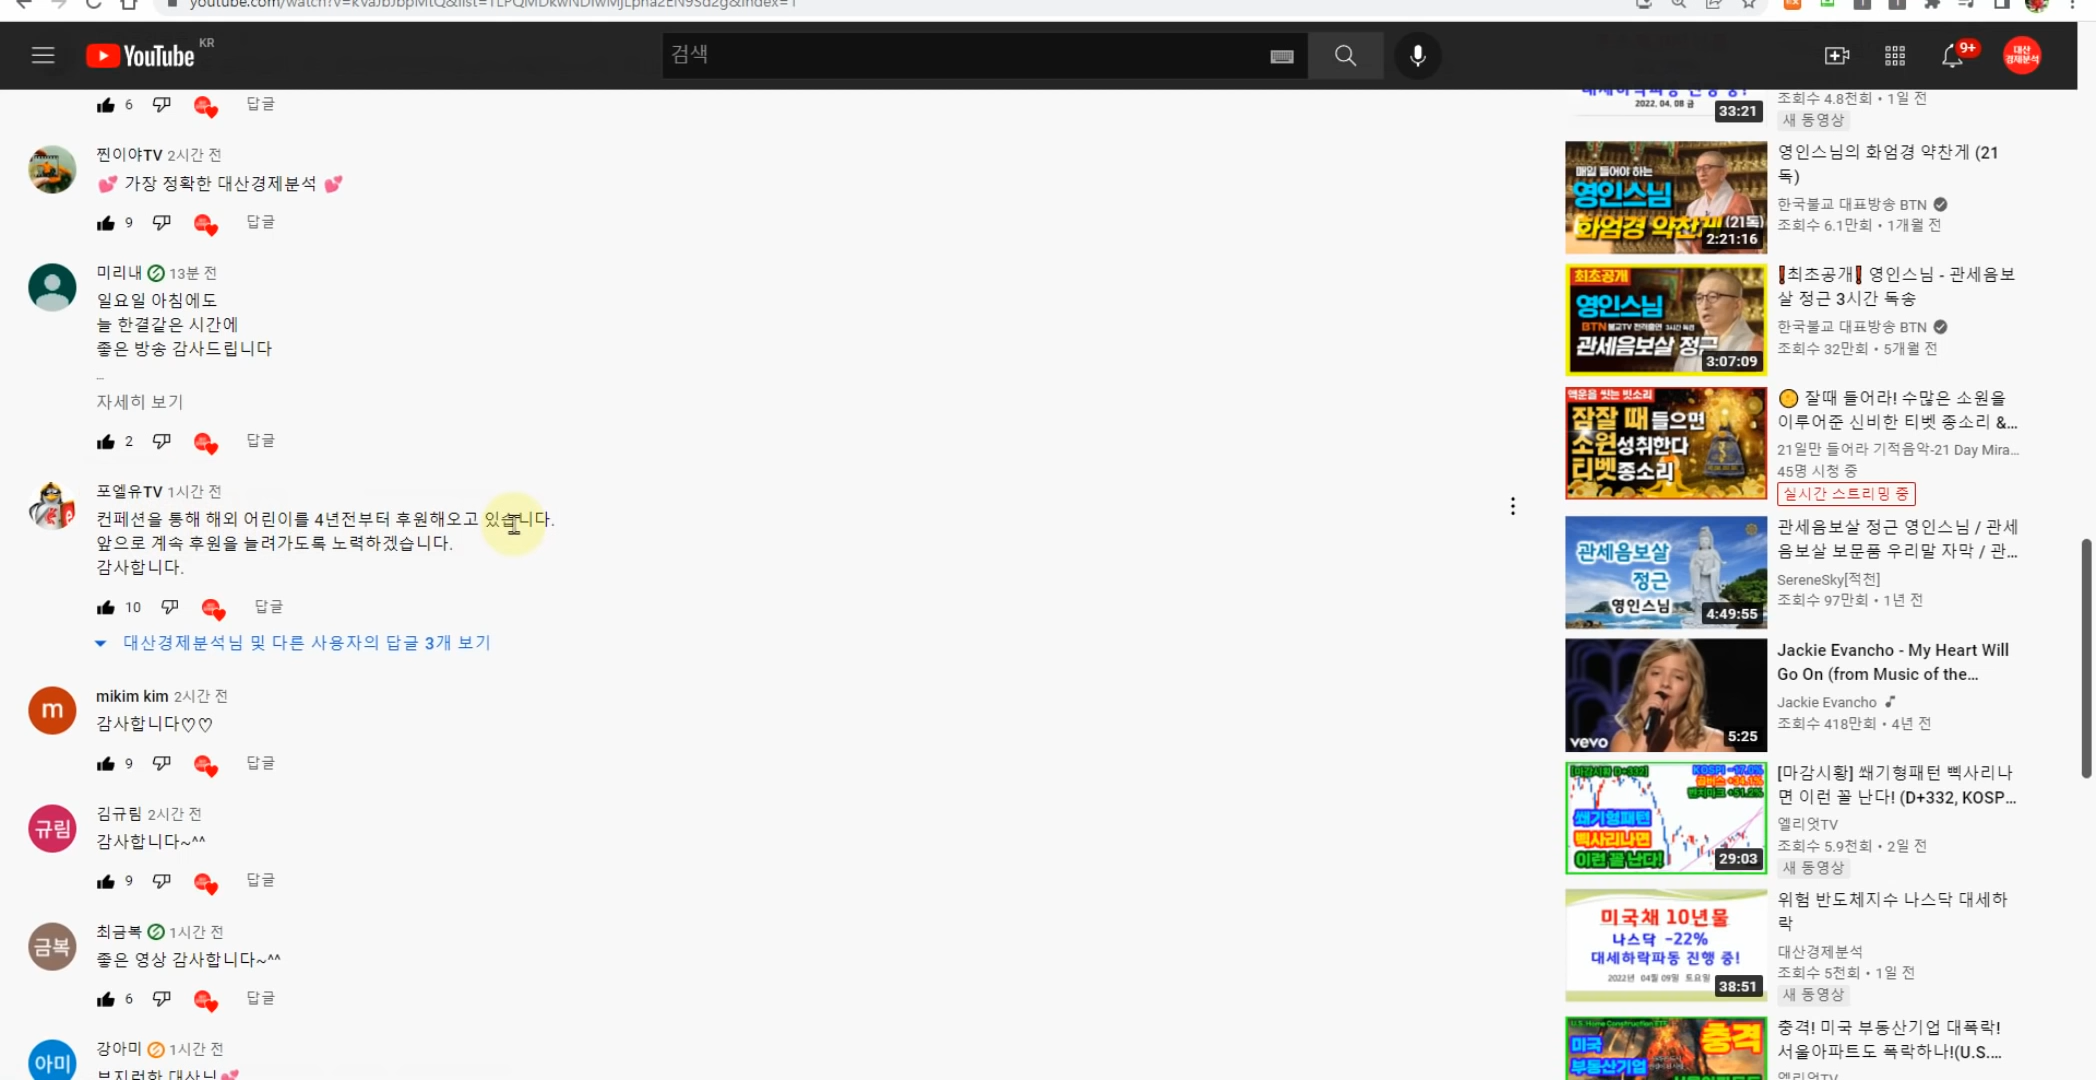 YouTube KR
검색
9+
대산
경제분석
6 답글
찐이야TV 2시간 전
💕 가장 정확한 대산경제분석 💕
9 답글
미리내 13분 전
일요일 아침에도
늘 한결같은 시간에
좋은 방송 감사드립니다
...
자세히 보기
2 답글
포엘유TV 1시간 전
컨페션을 통해 해외 어린이를 4년전부터 후원해오고 있습니다.
앞으로 계속 후원을 늘려가도록 노력하겠습니다.
감사합니다.
10 답글
대산경제분석님 및 다른 사용자의 답글 3개 보기
m
mikim kim 2시간 전
감사합니다♡♡
9 답글
규림
김규림 2시간 전
감사합니다~^^
9 답글
금복
최금복 1시간 전
좋은 영상 감사합니다~^^
6 답글
아미
강아미 1시간 전
부지런한 대산님💕
2022. 04. 08 금
33:21
조회수 4.8천회 • 1일 전
새 동영상
매일 들어야 하는
영인스님
화엄경 약찬게 (21독)
2:21:16
영인스님의 화엄경 약찬게 (21
독)
한국불교 대표방송 BTN
조회수 6.1만회 • 1개월 전
최초공개
영인스님
관세음보살 정근
3:07:09
❗최초공개❗ 영인스님 - 관세음보
살 정근 3시간 독송
한국불교 대표방송 BTN
조회수 32만회 • 5개월 전
액운을 씻는 빗소리
잠잘 때 들으면
소원성취한다
티벳종소리
잘때 들어라! 수많은 소원을
이루어준 신비한 티벳 종소리 &...
21일만 들어라 기적음악-21 Day Mira...
45명 시청 중
실시간 스트리밍 중
관세음보살
정근
영인스님
4:49:55
관세음보살 정근 영인스님 / 관세
음보살 보문품 우리말 자막 / 관...
SereneSky[적천]
조회수 97만회 • 1년 전
vevo
5:25
Jackie Evancho - My Heart Will
Go On (from Music of the...
Jackie Evancho
조회수 418만회 • 4년 전
[마감시황 D+332]
쐐기형패턴
삑사리나면
이런 꼴 난다!
29:03
[마감시황] 쐐기형패턴 삑사리나
면 이런 꼴 난다! (D+332, KOSP...
엘리엇TV
조회수 5.9천회 • 2일 전
새 동영상
미국채 10년물
나스닥 -22%
대세하락파동 진행 중!
2022년 04월 09일 토요일
38:51
위험 반도체지수 나스닥 대세하
락
대산경제분석
조회수 5천회 • 1일 전
새 동영상
U.S. Home Construction ETF
미국
부동산기업
충격
충격! 미국 부동산기업 대폭락!
서울아파트도 폭락하나!(U.S....
엘리엇TV